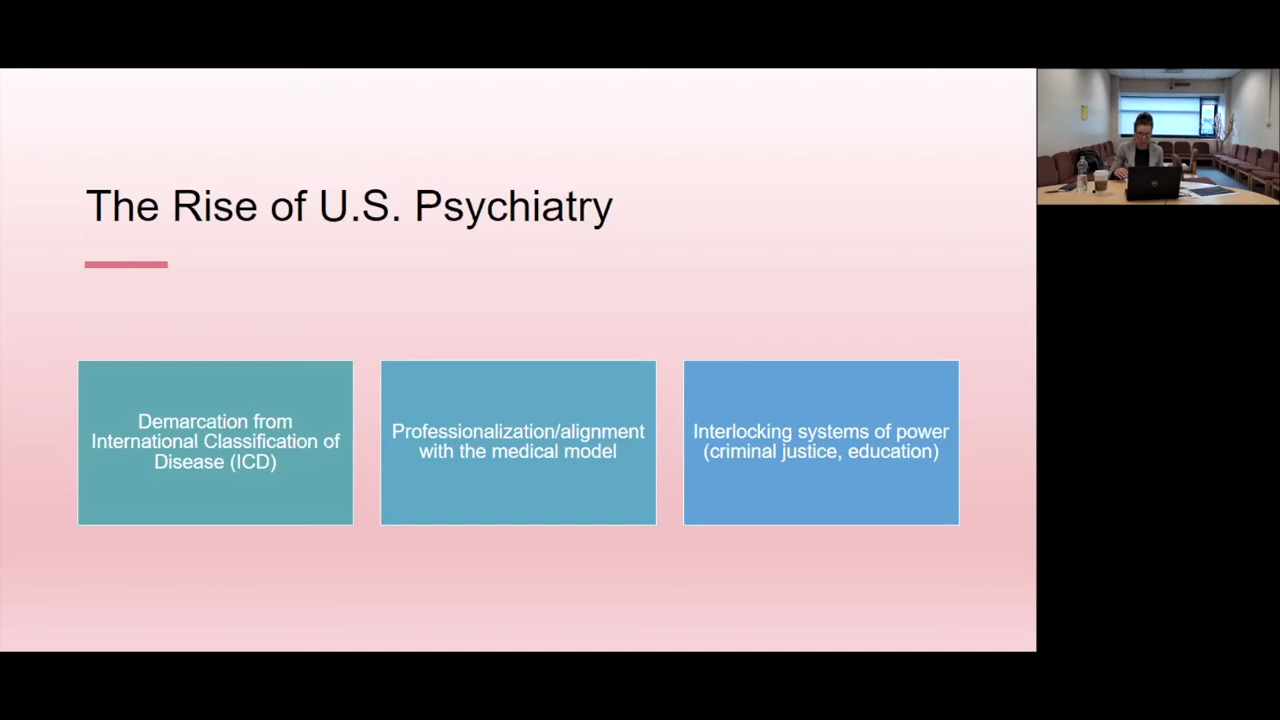 The Rise of U.S. Psychiatry
Demarcation from
International Classification of
Disease (ICD)
Professionalization/alignment
with the medical model
Interlocking systems of power
(criminal justice, education)